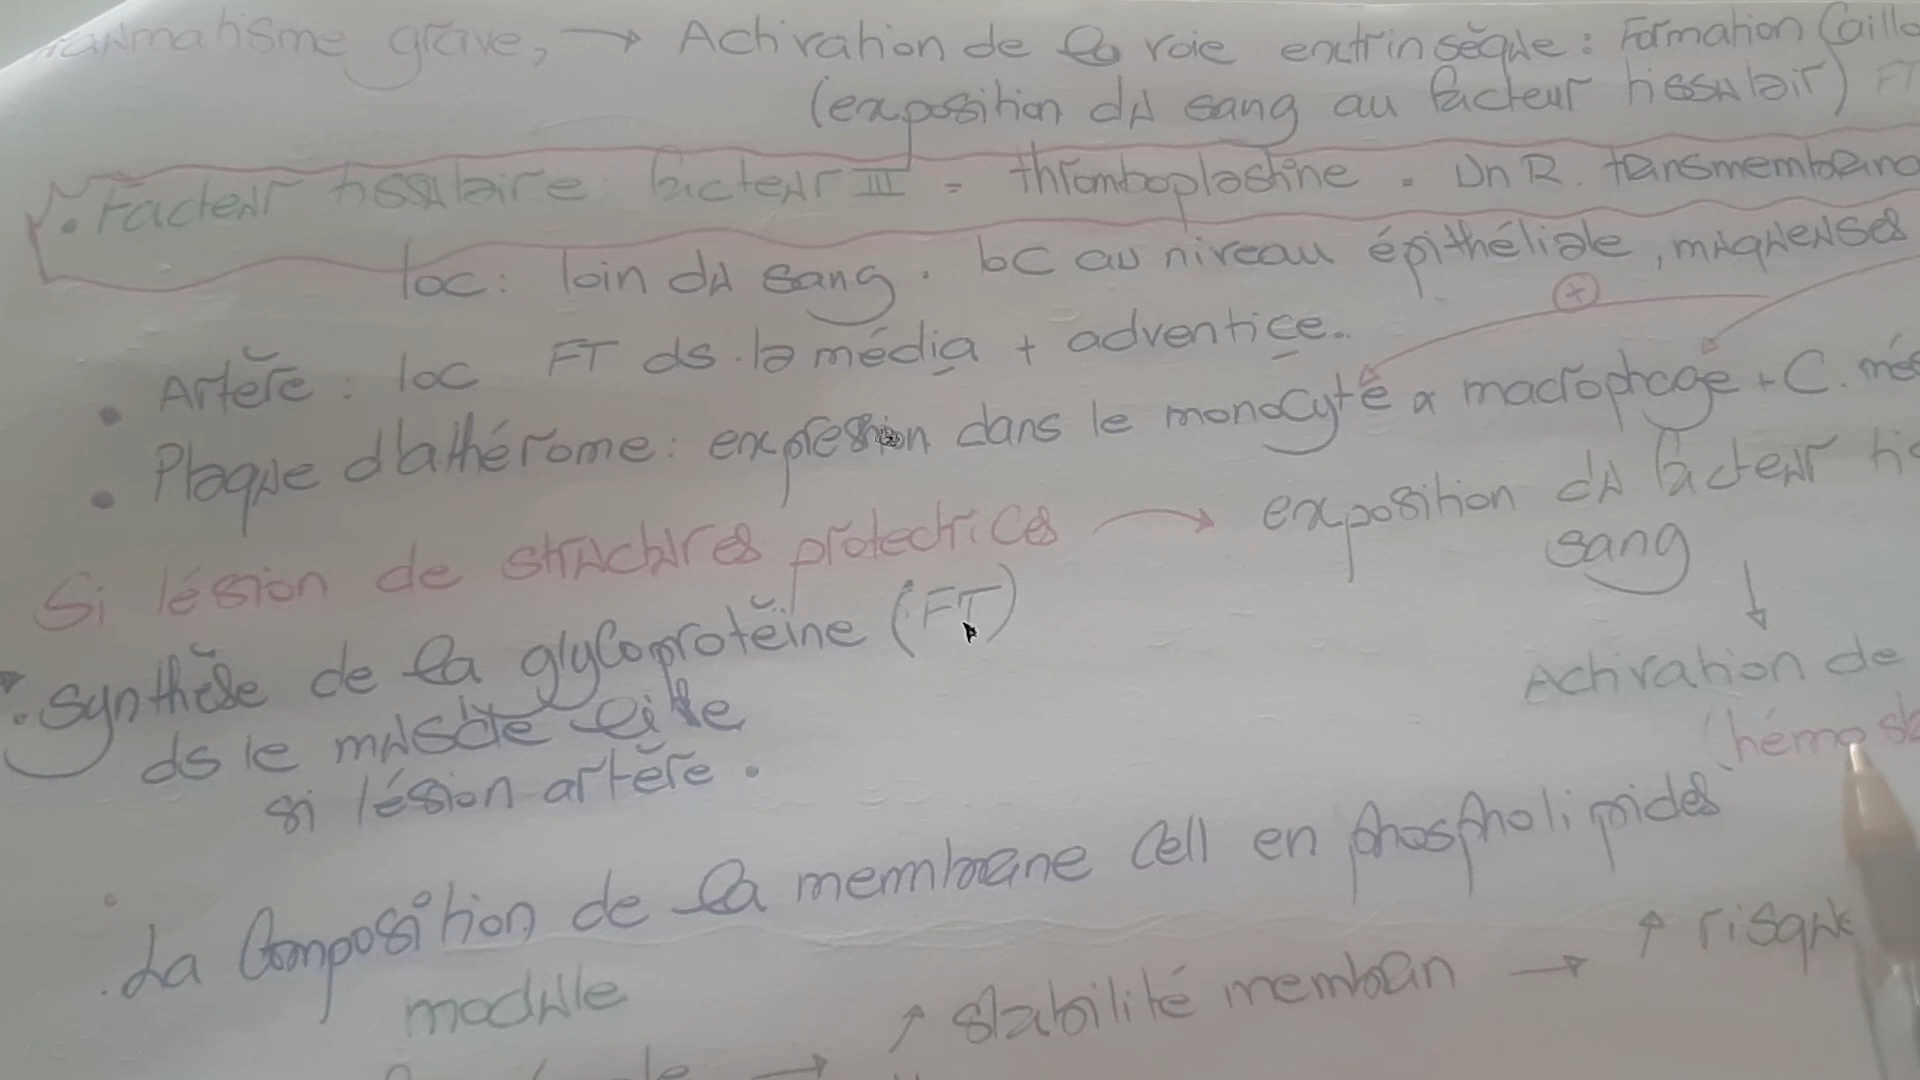 traumatisme grave, → Activation de la voie extrinsèque : Formation Caillo
(exposition du sang au facteur tissulair) FT
• Facteur tissulaire : facteur III = thromboplastine = Un R. transmembrana
loc : loin du sang. bC au niveau épithéliale, muqueuses
• Artère : loc FT ds la média + adventice.. (+)
• Plaque d'athérome : expression dans le monocyte macrophage + C. més
Si lésion de structures protectrices → exposition du facteur tis
sang
↓
• Synthèse de la glycoprotéine (FT)
Activation de
ds le muscle lisse
(hémosta
si lésion artère.
. La Composition de la membrane Cell en phospholipides
module
↑ stabilité membran → ↑ risque
→